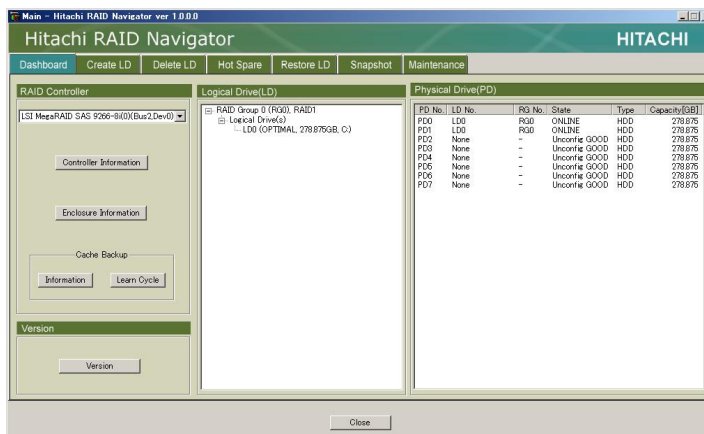 Main - Hitachi RAID Navigator ver 1.0.0.0
Hitachi RAID Navigator
HITACHI
Dashboard Create LD Delete LD Hot Spare Restore LD Snapshot Maintenance
RAID Controller
LSI MegaRAID SAS 9266-8i(0)(Bus2,Dev0)
Controller Information
Enclosure Information
Cache Backup
Information Learn Cycle
Version
Version
Logical Drive(LD)
RAID Group 0 (RG0), RAID1
Logical Drive(s)
LD0 (OPTIMAL, 278.875GB, C:)
Physical Drive(PD)
PD No. LD No. RG No. State Type Capacity[GB]
PD0 LD0 RG0 ONLINE HDD 278.875
PD1 LD0 RG0 ONLINE HDD 278.875
PD2 None - Unconfig GOOD HDD 278.875
PD3 None - Unconfig GOOD HDD 278.875
PD4 None - Unconfig GOOD HDD 278.875
PD5 None - Unconfig GOOD HDD 278.875
PD6 None - Unconfig GOOD HDD 278.875
PD7 None - Unconfig GOOD HDD 278.875
Close